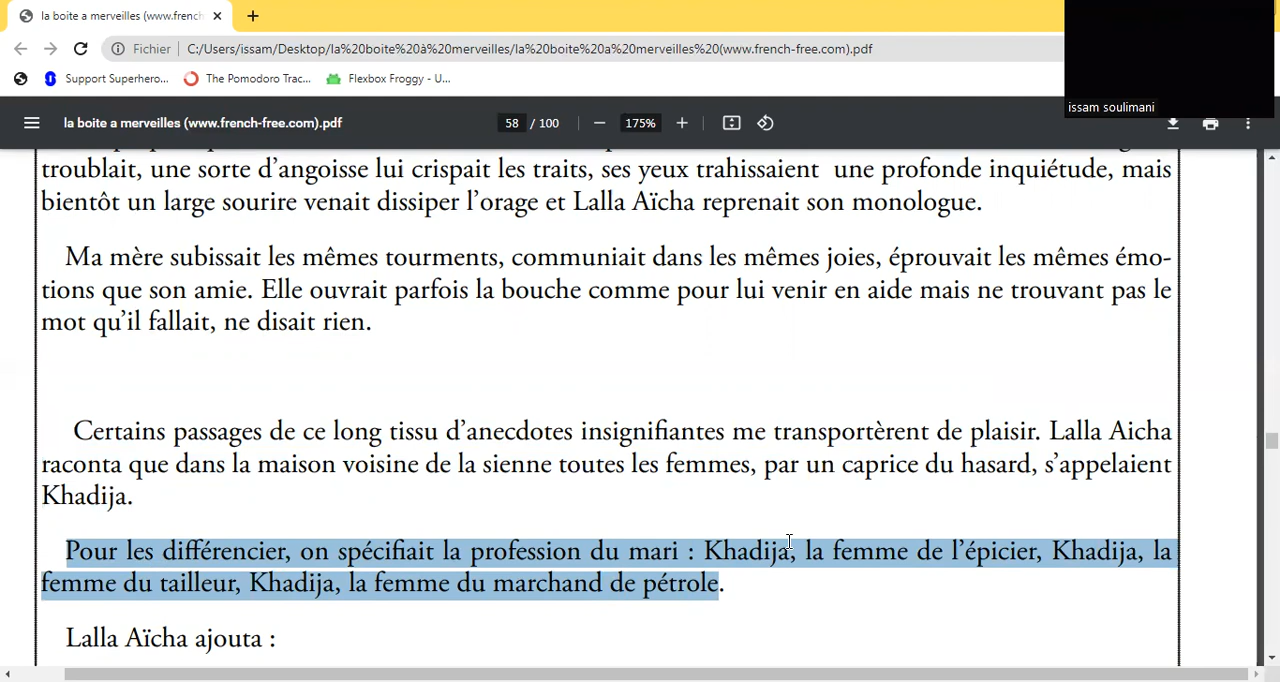 la boite a merveilles (www.french
Fichier
C:/Users/issam/Desktop/la%20boite%20à%20merveilles/la%20boite%20a%20merveilles%20(www.french-free.com).pdf
Support Superhero...
The Pomodoro Trac...
Flexbox Froggy - U...
issam soulimani
la boite a merveilles (www.french-free.com).pdf
58 / 100
175%
troublait, une sorte d’angoisse lui crispait les traits, ses yeux trahissaient une profonde inquiétude, mais
bientôt un large sourire venait dissiper l’orage et Lalla Aïcha reprenait son monologue.
Ma mère subissait les mêmes tourments, communiait dans les mêmes joies, éprouvait les mêmes émo-
tions que son amie. Elle ouvrait parfois la bouche comme pour lui venir en aide mais ne trouvant pas le
mot qu’il fallait, ne disait rien.
Certains passages de ce long tissu d’anecdotes insignifiantes me transportèrent de plaisir. Lalla Aicha
raconta que dans la maison voisine de la sienne toutes les femmes, par un caprice du hasard, s’appelaient
Khadija.
Pour les différencier, on spécifiait la profession du mari : Khadija, la femme de l’épicier, Khadija, la
femme du tailleur, Khadija, la femme du marchand de pétrole.
Lalla Aïcha ajouta :